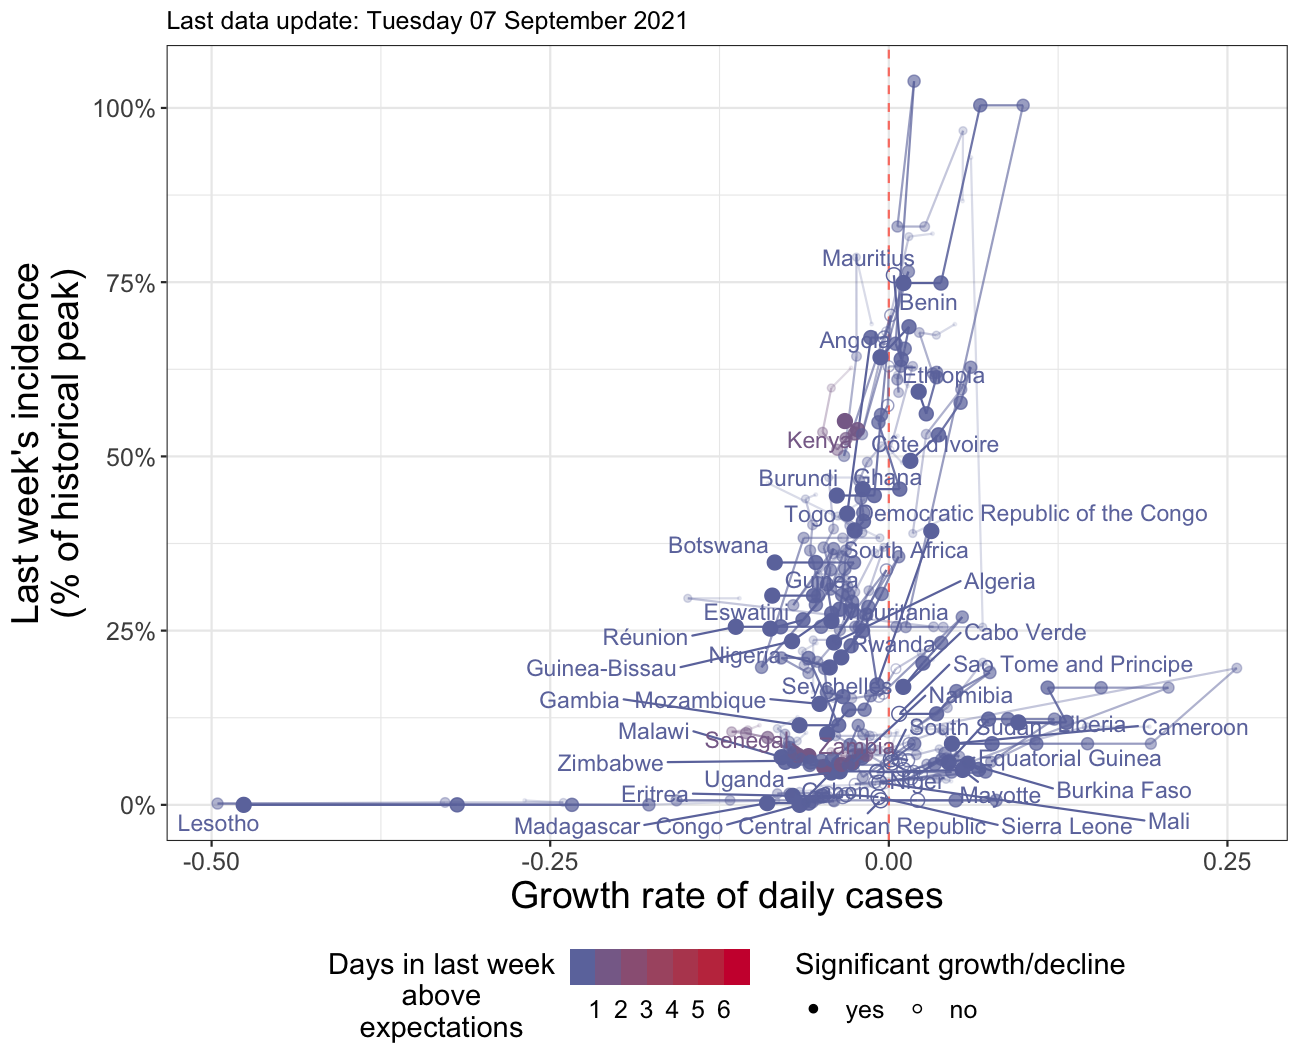 Last data update: Tuesday 07 September 2021
Last week's incidence
(% of historical peak)
100%
75%
50%
25%
0%
Mauritius
Benin
Angola
Ethiopia
Kenya
Côte d'Ivoire
Burundi
Ghana
Togo
Democratic Republic of the Congo
Botswana
South Africa
Guinea
Algeria
Eswatini
Mauritania
Réunion
Cabo Verde
Rwanda
Guinea-Bissau
Nigeria
Sao Tome and Principe
Seychelles
Gambia
Mozambique
Namibia
Malawi
South Sudan
Liberia
Cameroon
Senegal
Zambia
Zimbabwe
Equatorial Guinea
Uganda
Niger
Eritrea
Gabon
Mayotte
Burkina Faso
Lesotho
Madagascar
Congo
Central African Republic
Sierra Leone
Mali
-0.50
-0.25
0.00
0.25
Growth rate of daily cases
Days in last week
above
expectations
1 2 3 4 5 6
Significant growth/decline
yes
no